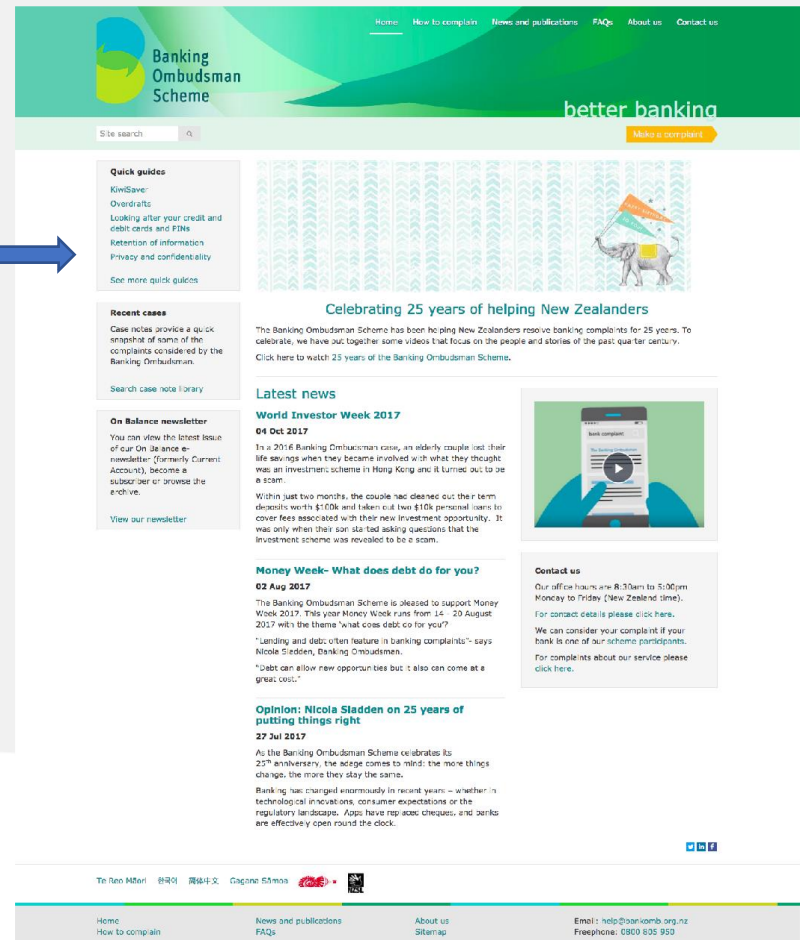 Home How to complain News and publications FAQs About us Contact us
Banking
Ombudsman
Scheme
better banking
Site search
Make a complaint
Quick guides
KiwiSaver
Overdrafts
Looking after your credit and
debit cards and PINs
Retention of information
Privacy and confidentiality
See more quick guides
Recent cases
Case notes provide a quick
snapshot of some of the
complaints considered by the
Banking Ombudsman.
Search case note library
On Balance newsletter
You can view the latest issue
of our On Balance e-
newsletter (formerly Current
Account), become a
subscriber or browse the
archive.
View our newsletter
Celebrating 25 years of helping New Zealanders
The Banking Ombudsman Scheme has been helping New Zealanders resolve banking complaints for 25 years. To
celebrate, we have put together some videos that focus on the people and stories of the past quarter century.
Click here to watch 25 years of the Banking Ombudsman Scheme.
Latest news
World Investor Week 2017
04 Oct 2017
In a 2016 Banking Ombudsman case, an elderly couple lost their
life savings when they became involved with what they thought
was an investment scheme in Hong Kong and it turned out to be
a scam.
Within just two months, the couple had cleaned out their term
deposits worth $100k and taken out two $10k personal loans to
cover fees associated with their new investment opportunity. It
was only when their son started asking questions that the
investment scheme was revealed to be a scam.
Money Week- What does debt do for you?
02 Aug 2017
The Banking Ombudsman Scheme is pleased to support Money
Week 2017. This year Money Week runs from 14 - 20 August
2017 with the theme 'what does debt do for you'?
"Lending and debt often feature in banking complaints"- says
Nicola Sladden, Banking Ombudsman.
"Debt can allow new opportunities but it also can come at a
great cost."
Opinion: Nicola Sladden on 25 years of
putting things right
27 Jul 2017
As the Banking Ombudsman Scheme celebrates its
25th anniversary, the adage comes to mind: the more things
change, the more they stay the same.
Banking has changed enormously in recent years – whether in
technological innovations, consumer expectations or the
regulatory landscape. Apps have replaced cheques, and banks
are effectively open round the clock.
bank complaint
Contact us
Our office hours are 8:30am to 5:00pm
Monday to Friday (New Zealand time).
For contact details please click here.
We can consider your complaint if your
bank is one of our scheme participants.
For complaints about our service please
click here.
Te Reo Māori 한국어 简体中文 Gagana Sāmoa
Home News and publications About us Email: help@bankomb.org.nz
How to complain FAQs Sitemap Freephone: 0800 805 950